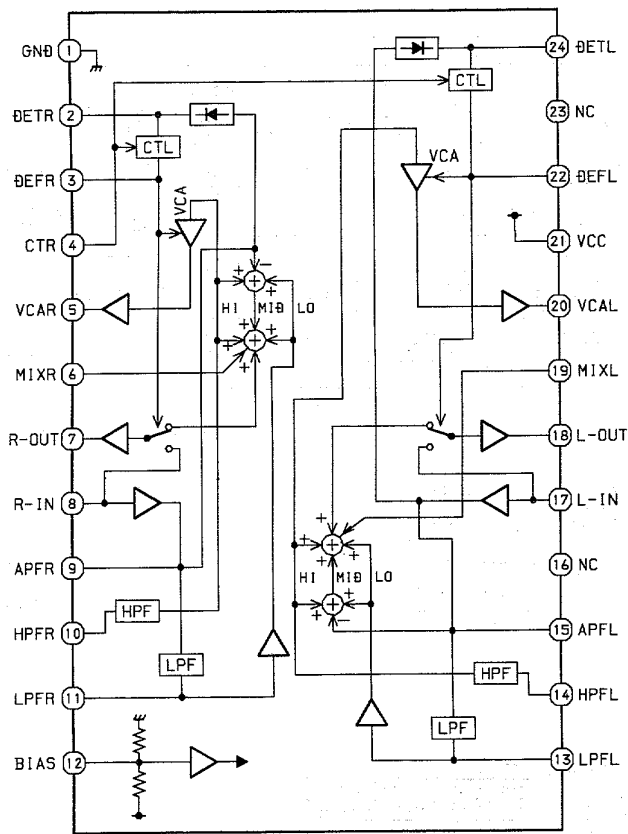 GND 1
24 DETL
CTL
DETR 2
23 NC
CTL
VCA
DEFR 3
22 DEFL
VCA
CTR 4
21 VCC
−
+ + +
VCAR 5
HI MID LO
20 VCAL
+ + +
+ +
MIXR 6
19 MIXL
R-OUT 7
18 L-OUT
R-IN 8
17 L-IN
+ +
+ + +
APFR 9
16 NC
HI MID LO
+ − +
HPF
HPFR 10
15 APFL
LPF
HPF
LPFR 11
14 HPFL
LPF
BIAS 12
13 LPFL